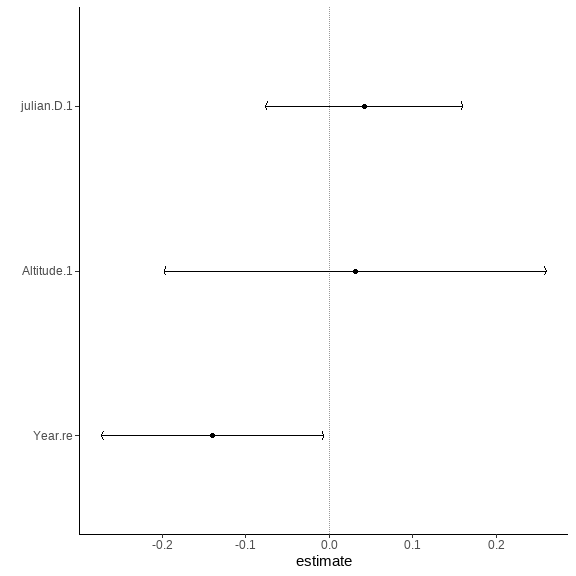 julian.D.1
Altitude.1
Year.re
-0.2 -0.1 0.0 0.1 0.2
estimate